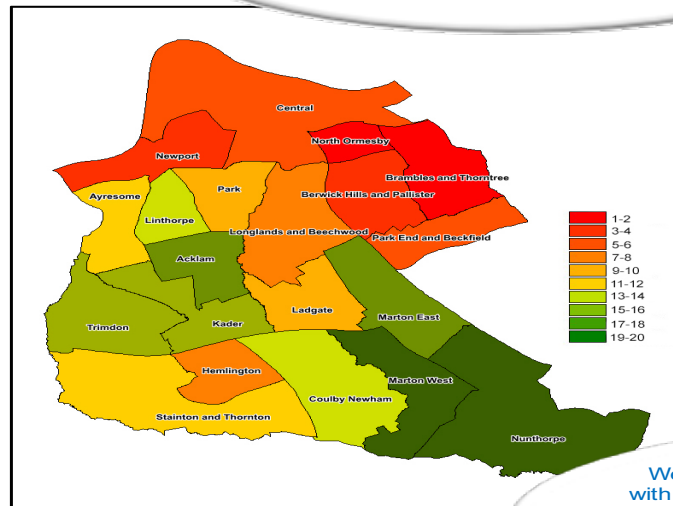 Central
North Ormesby
Newport
Brambles and Thorntree
Ayresome
Park
Berwick Hills and Pallister
Linthorpe
Longlands and Beechwood
Park End and Beckfield
Acklam
Ladgate
Marton East
Trimdon
Kader
Hemlington
Marton West
Coulby Newham
Stainton and Thornton
Nunthorpe
1-2
3-4
5-6
7-8
9-10
11-12
13-14
15-16
17-18
19-20
with